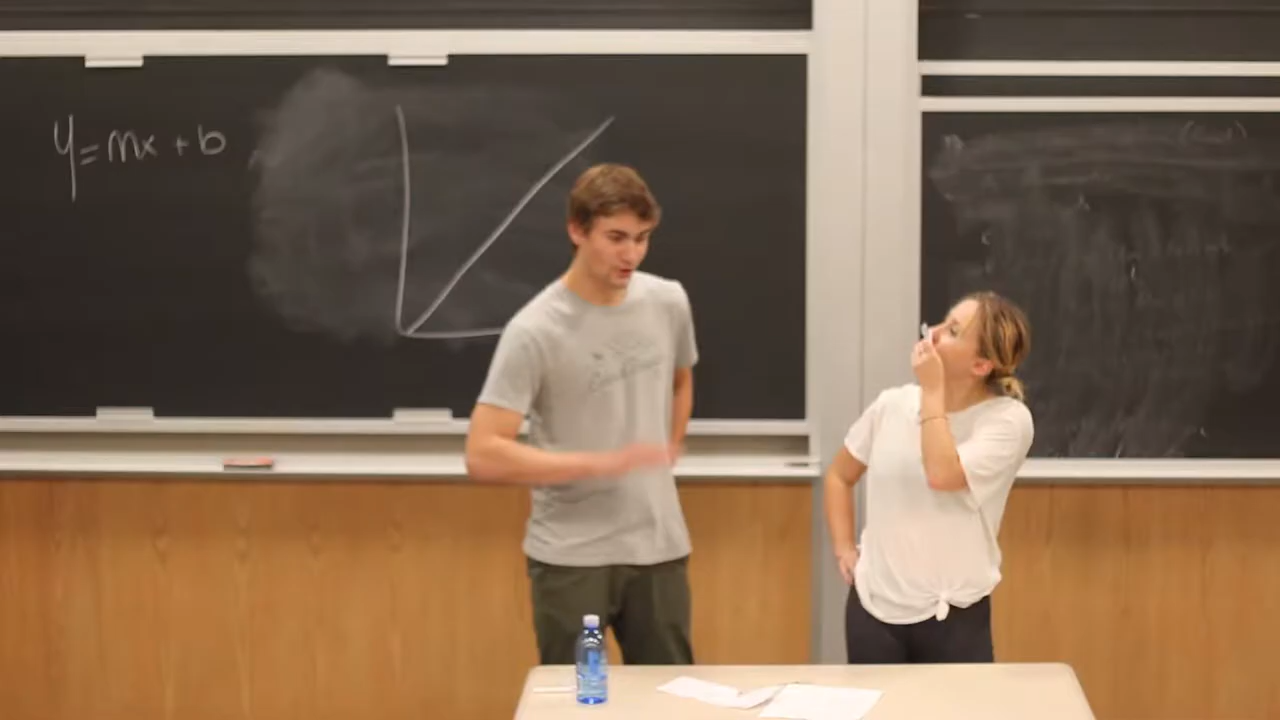 y = mx + b